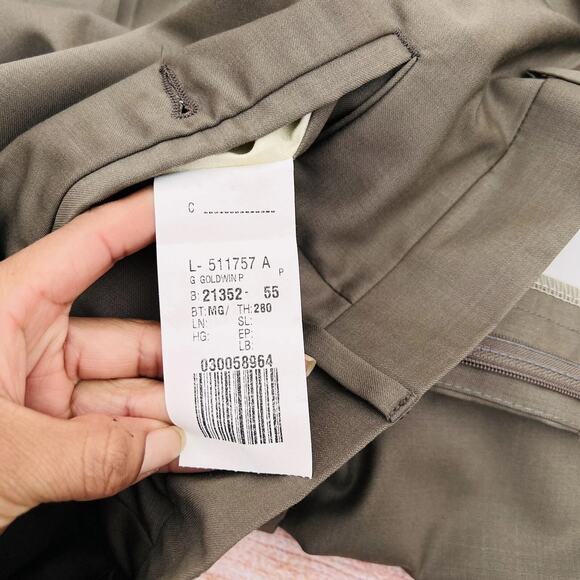 C ................
L- 511757 A
G GOLDWIN P P
B: 21352- 55
BT: MG/ TH: 280
LN: SL:
HG: EP:
LB:
030058964